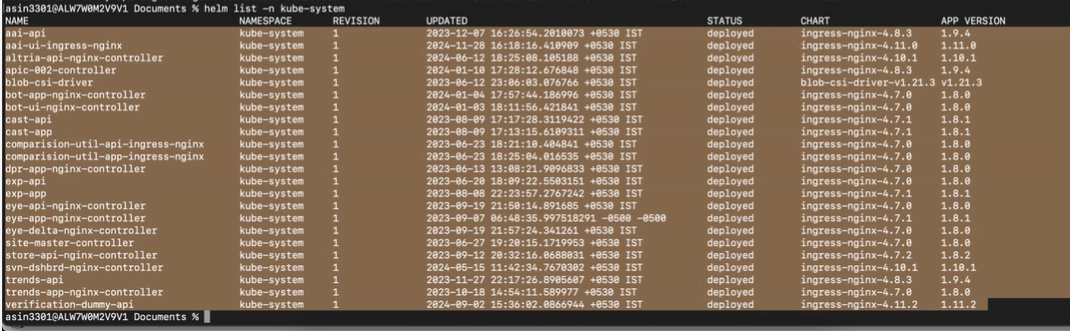 asin3301@ALW7W0M2V9V1 Documents % helm list -n kube-system
NAME NAMESPACE REVISION UPDATED STATUS CHART APP VERSION
aai-api kube-system 1 2023-12-07 16:26:54.2010073 +0530 IST deployed ingress-nginx-4.8.3 1.9.4
aai-ui-ingress-nginx kube-system 1 2024-11-28 16:18:16.410909 +0530 IST deployed ingress-nginx-4.11.0 1.11.0
altria-api-nginx-controller kube-system 1 2024-06-12 18:25:08.105188 +0530 IST deployed ingress-nginx-4.10.1 1.10.1
apic-002-controller kube-system 1 2024-01-10 17:28:12.676848 +0530 IST deployed ingress-nginx-4.8.3 1.9.4
blob-csi-driver kube-system 1 2023-06-12 23:06:03.076766 +0530 IST deployed blob-csi-driver-v1.21.3 v1.21.3
bot-app-nginx-controller kube-system 1 2024-01-04 17:57:44.186996 +0530 IST deployed ingress-nginx-4.7.0 1.8.0
bot-ui-nginx-controller kube-system 1 2024-01-03 18:11:56.421841 +0530 IST deployed ingress-nginx-4.7.0 1.8.0
cast-api kube-system 1 2023-08-09 17:17:28.3119422 +0530 IST deployed ingress-nginx-4.7.1 1.8.1
cast-app kube-system 1 2023-08-09 17:13:15.6109311 +0530 IST deployed ingress-nginx-4.7.1 1.8.1
comparision-util-api-ingress-nginx kube-system 1 2023-06-23 18:21:10.404841 +0530 IST deployed ingress-nginx-4.7.0 1.8.0
comparision-util-app-ingress-nginx kube-system 1 2023-06-23 18:25:04.016535 +0530 IST deployed ingress-nginx-4.7.0 1.8.0
dpr-app-nginx-controller kube-system 1 2023-06-13 13:08:21.9096833 +0530 IST deployed ingress-nginx-4.7.0 1.8.0
exp-api kube-system 1 2023-06-20 18:09:22.5503151 +0530 IST deployed ingress-nginx-4.7.0 1.8.0
exp-app kube-system 1 2023-08-08 22:23:57.2767242 +0530 IST deployed ingress-nginx-4.7.1 1.8.1
eye-api-nginx-controller kube-system 1 2023-09-19 21:50:14.891685 +0530 IST deployed ingress-nginx-4.7.0 1.8.0
eye-app-nginx-controller kube-system 1 2023-09-07 06:48:35.997518291 -0500 -0500 deployed ingress-nginx-4.7.1 1.8.1
eye-delta-nginx-controller kube-system 1 2023-09-19 21:57:24.341261 +0530 IST deployed ingress-nginx-4.7.0 1.8.0
site-master-controller kube-system 1 2023-06-27 19:20:15.1719953 +0530 IST deployed ingress-nginx-4.7.0 1.8.0
store-api-nginx-controller kube-system 1 2023-09-12 20:32:16.0688031 +0530 IST deployed ingress-nginx-4.7.2 1.8.2
svn-dshbrd-nginx-controller kube-system 1 2024-05-15 11:42:34.7670302 +0530 IST deployed ingress-nginx-4.10.1 1.10.1
trends-api kube-system 1 2023-11-27 22:17:26.8905607 +0530 IST deployed ingress-nginx-4.8.3 1.9.4
trends-app-nginx-controller kube-system 1 2023-10-18 14:54:11.589977 +0530 IST deployed ingress-nginx-4.7.0 1.8.0
verification-dummy-api kube-system 1 2024-09-02 15:36:02.0866944 +0530 IST deployed ingress-nginx-4.11.2 1.11.2
asin3301@ALW7W0M2V9V1 Documents %